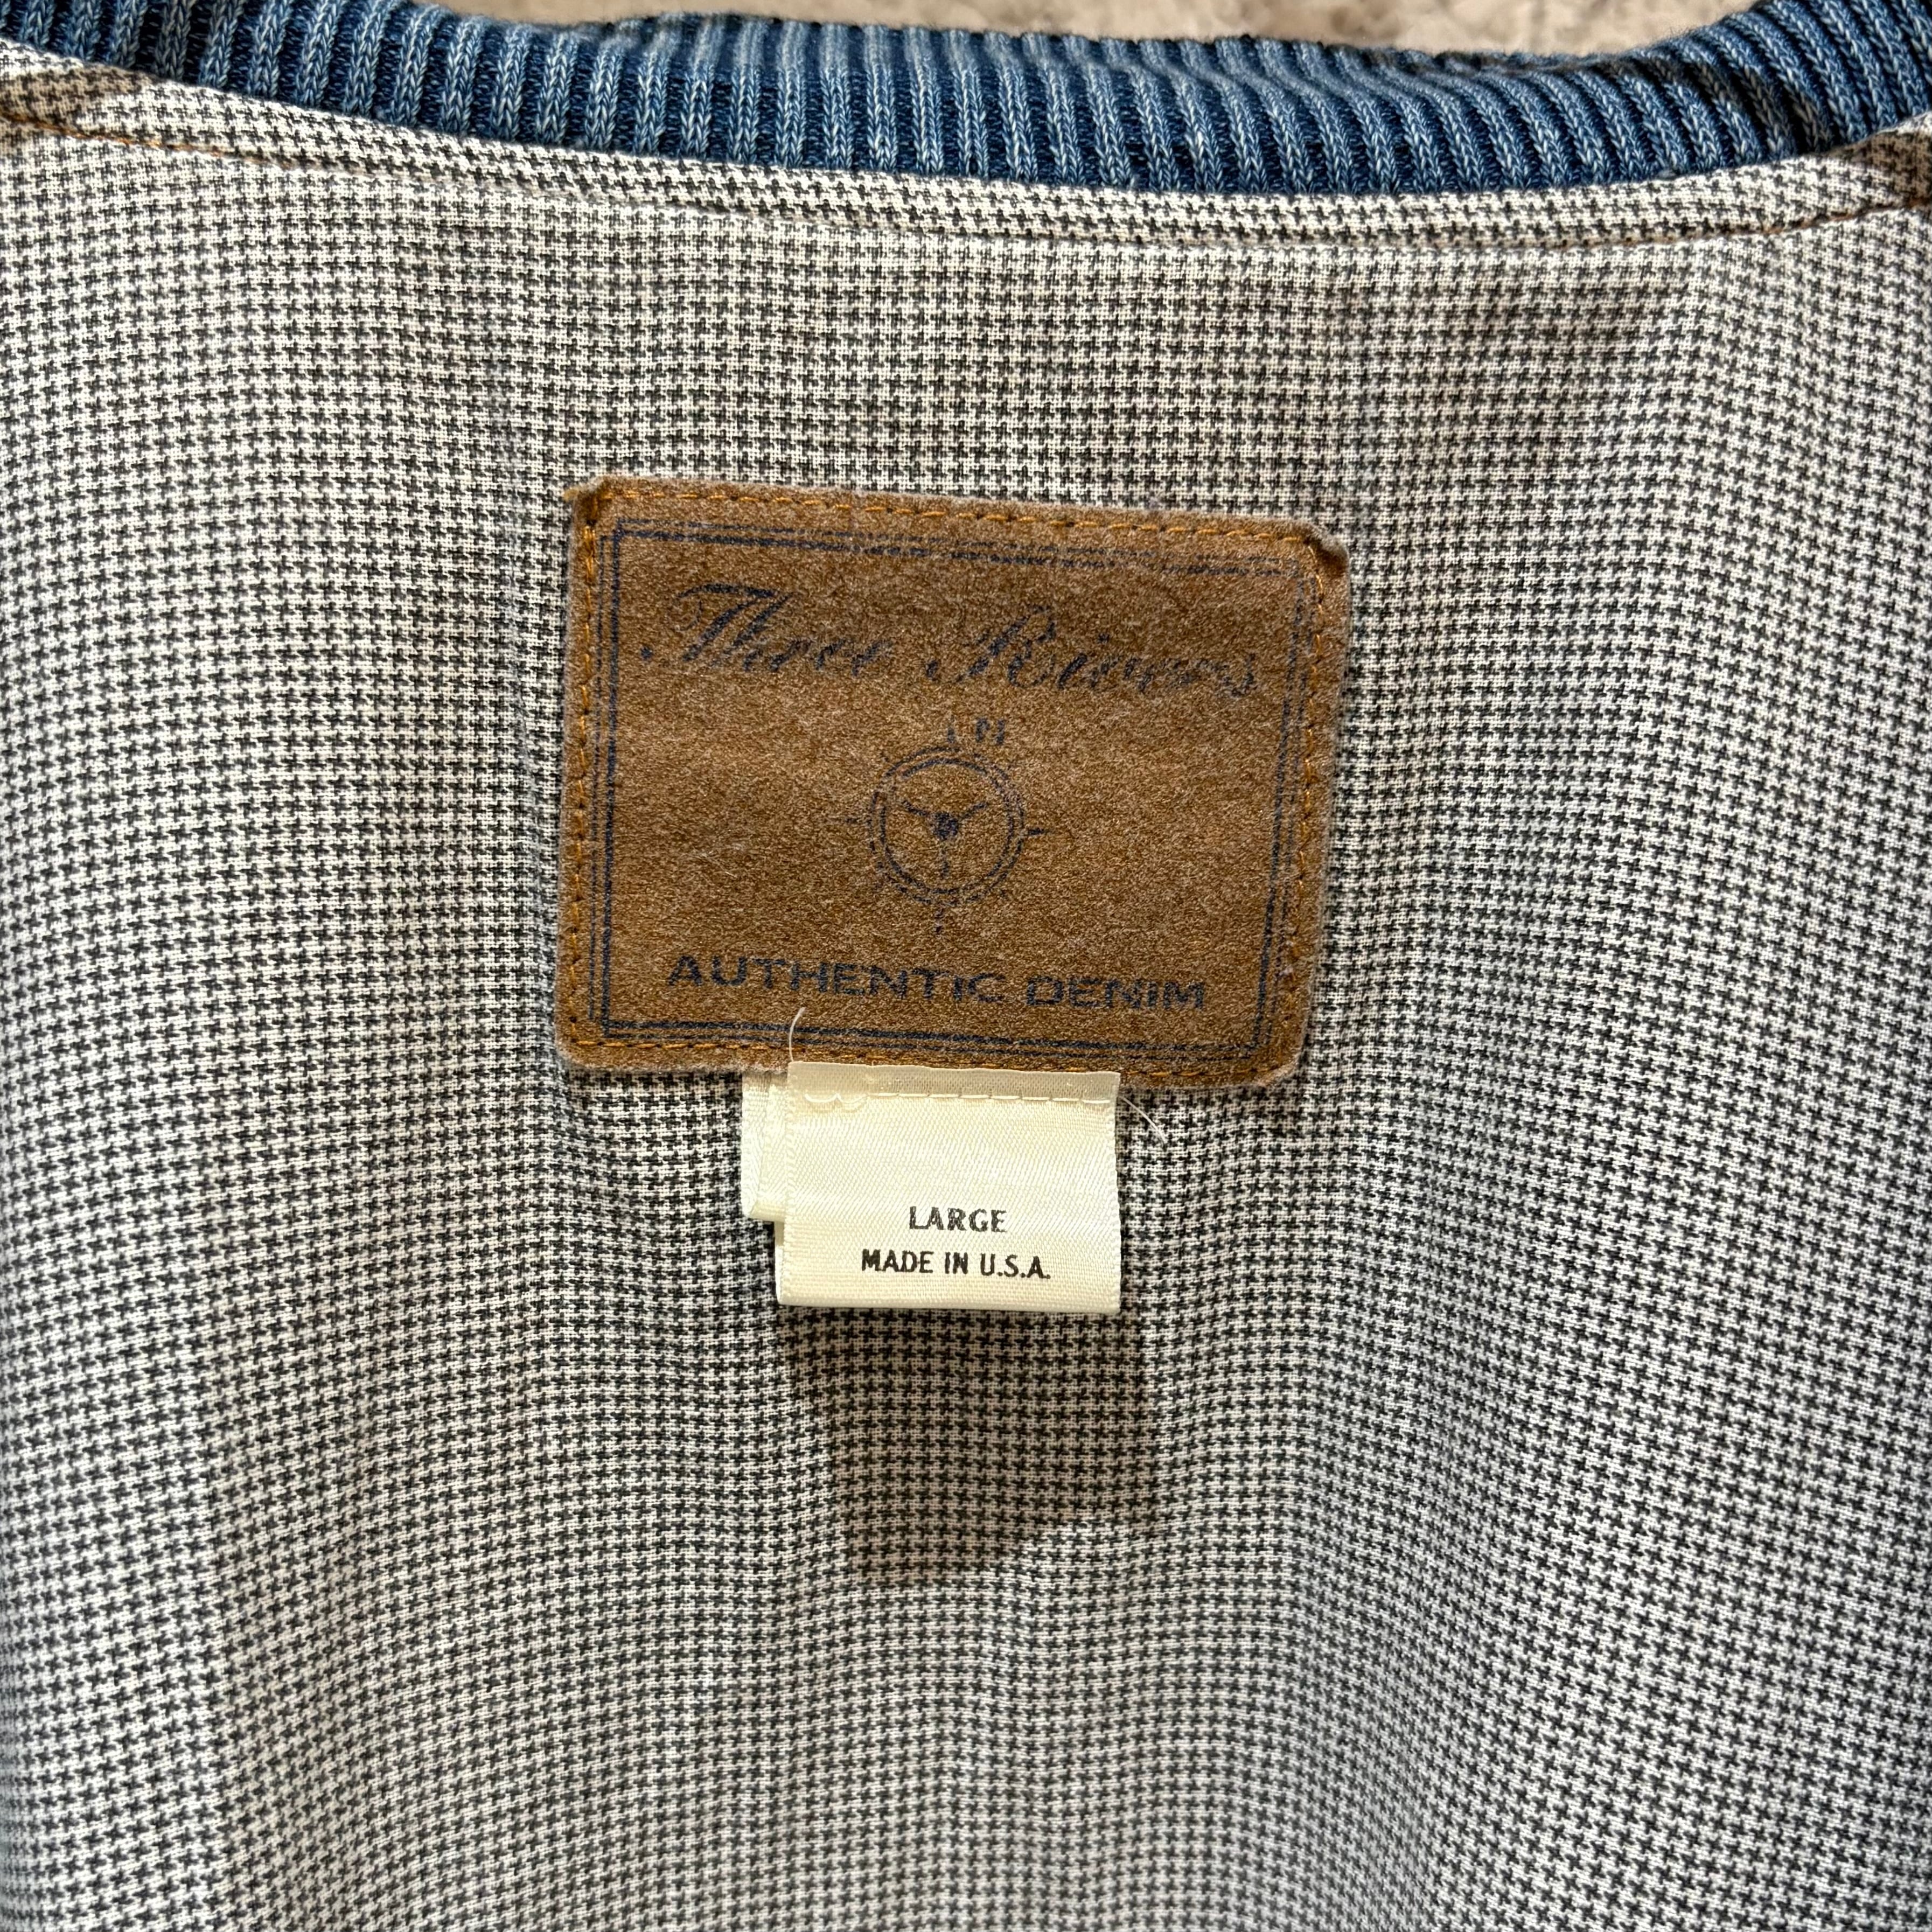 Three Rivers
N
AUTHENTIC DENIM
LARGE
MADE IN U.S.A.